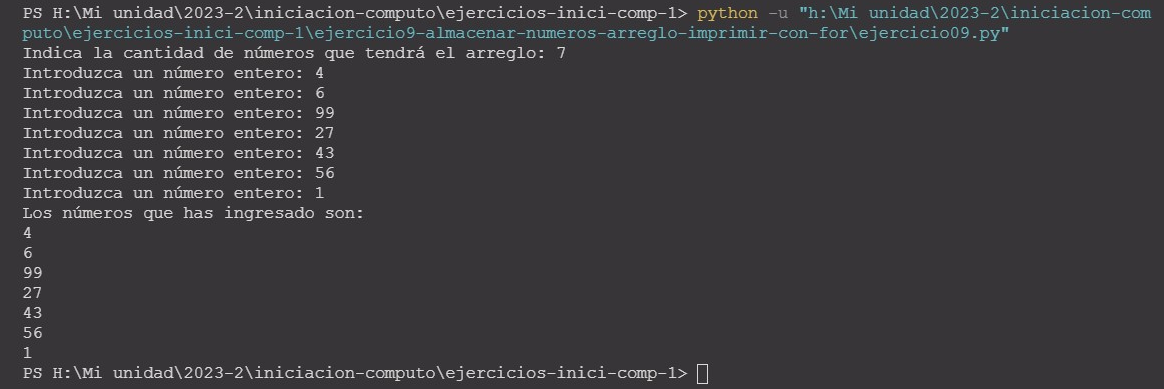 PS H:\Mi unidad\2023-2\iniciacion-computo\ejercicios-inici-comp-1> python -u "h:\Mi unidad\2023-2\iniciacion-com
puto\ejercicios-inici-comp-1\ejercicio9-almacenar-numeros-arreglo-imprimir-con-for\ejercicio09.py"
Indica la cantidad de números que tendrá el arreglo: 7
Introduzca un número entero: 4
Introduzca un número entero: 6
Introduzca un número entero: 99
Introduzca un número entero: 27
Introduzca un número entero: 43
Introduzca un número entero: 56
Introduzca un número entero: 1
Los números que has ingresado son:
4
6
99
27
43
56
1
PS H:\Mi unidad\2023-2\iniciacion-computo\ejercicios-inici-comp-1>